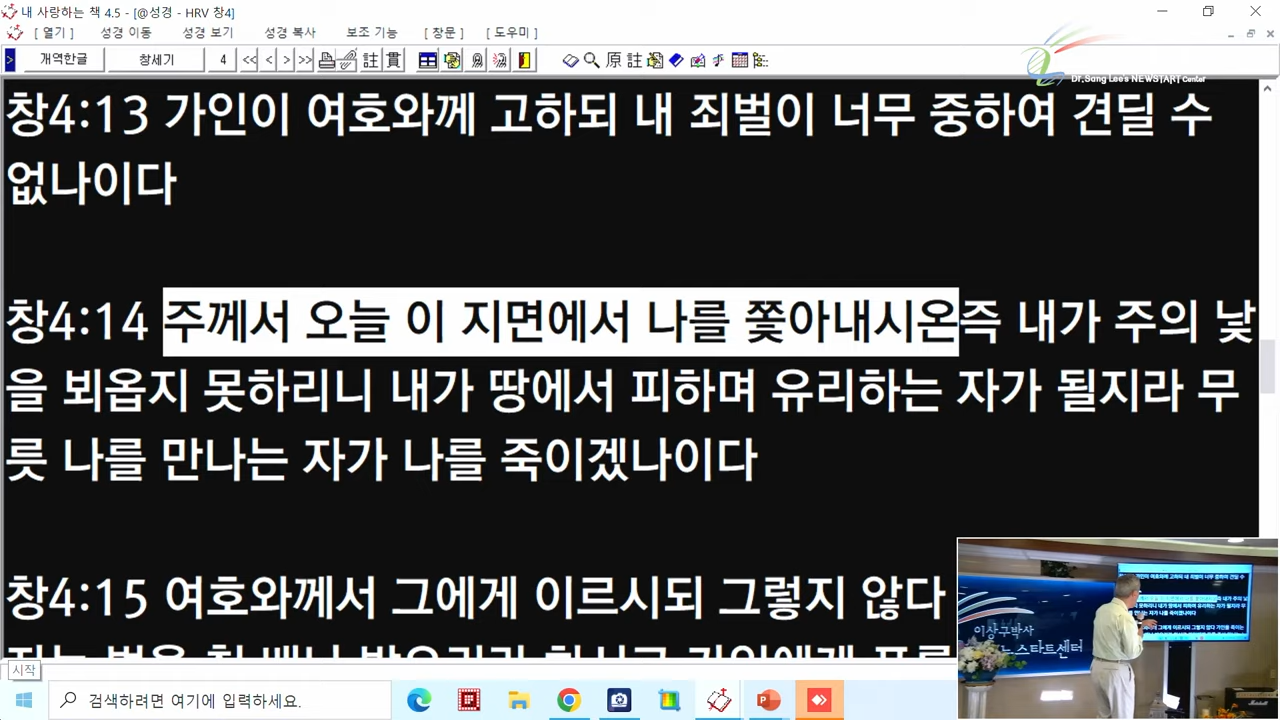 내 사랑하는 책 4.5 - [@성경 - HRV 창4]
[ 열기 ] 성경 이동 성경 보기 성경 복사 보조 기능 [ 창문 ] [ 도우미 ]
개역한글 창세기 4 << < > >> 註 貫 原 註
Dr.Sang Lee's NEWSTART Center
창4:13 가인이 여호와께 고하되 내 죄벌이 너무 중하여 견딜 수
없나이다
창4:14 주께서 오늘 이 지면에서 나를 쫓아내시온즉 내가 주의 낯
을 뵈옵지 못하리니 내가 땅에서 피하며 유리하는 자가 될지라 무
릇 나를 만나는 자가 나를 죽이겠나이다
창4:15 여호와께서 그에게 이르시되 그렇지 않다
이상구박사
뉴스타트센터
시작
검색하려면 여기에 입력하세요.